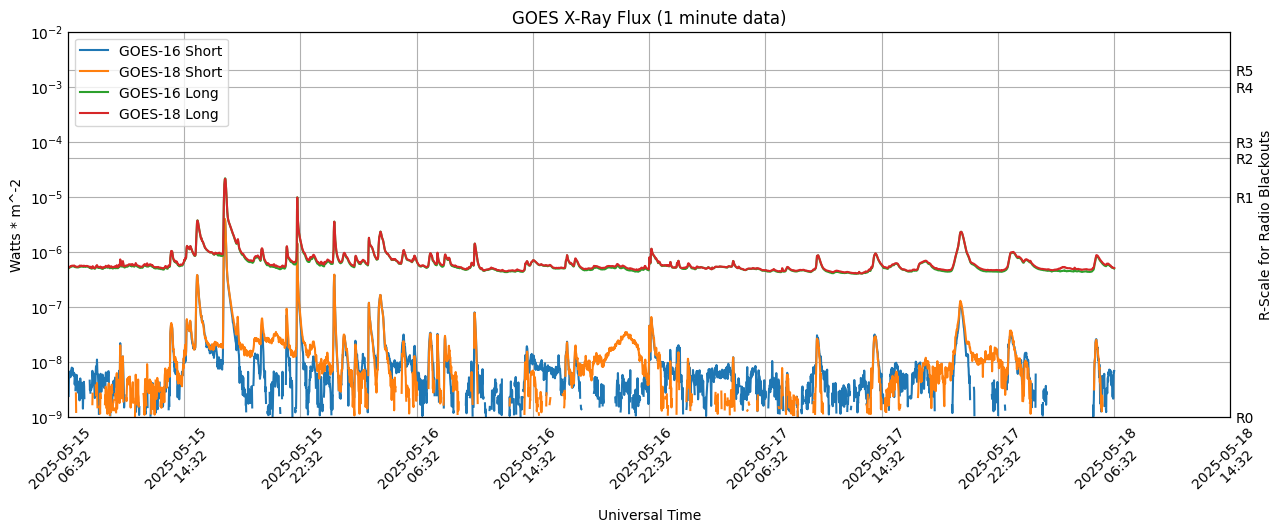 GOES X-Ray Flux (1 minute data)
GOES-16 Short
GOES-18 Short
GOES-16 Long
GOES-18 Long
10^-2
10^-3
10^-4
10^-5
10^-6
10^-7
10^-8
10^-9
Watts * m^-2
R5
R4
R3
R2
R1
R0
R-Scale for Radio Blackouts
2025-05-15
06:32
2025-05-15
14:32
2025-05-15
22:32
2025-05-16
06:32
2025-05-16
14:32
2025-05-16
22:32
2025-05-17
06:32
2025-05-17
14:32
2025-05-17
22:32
2025-05-18
06:32
2025-05-18
14:32
Universal Time